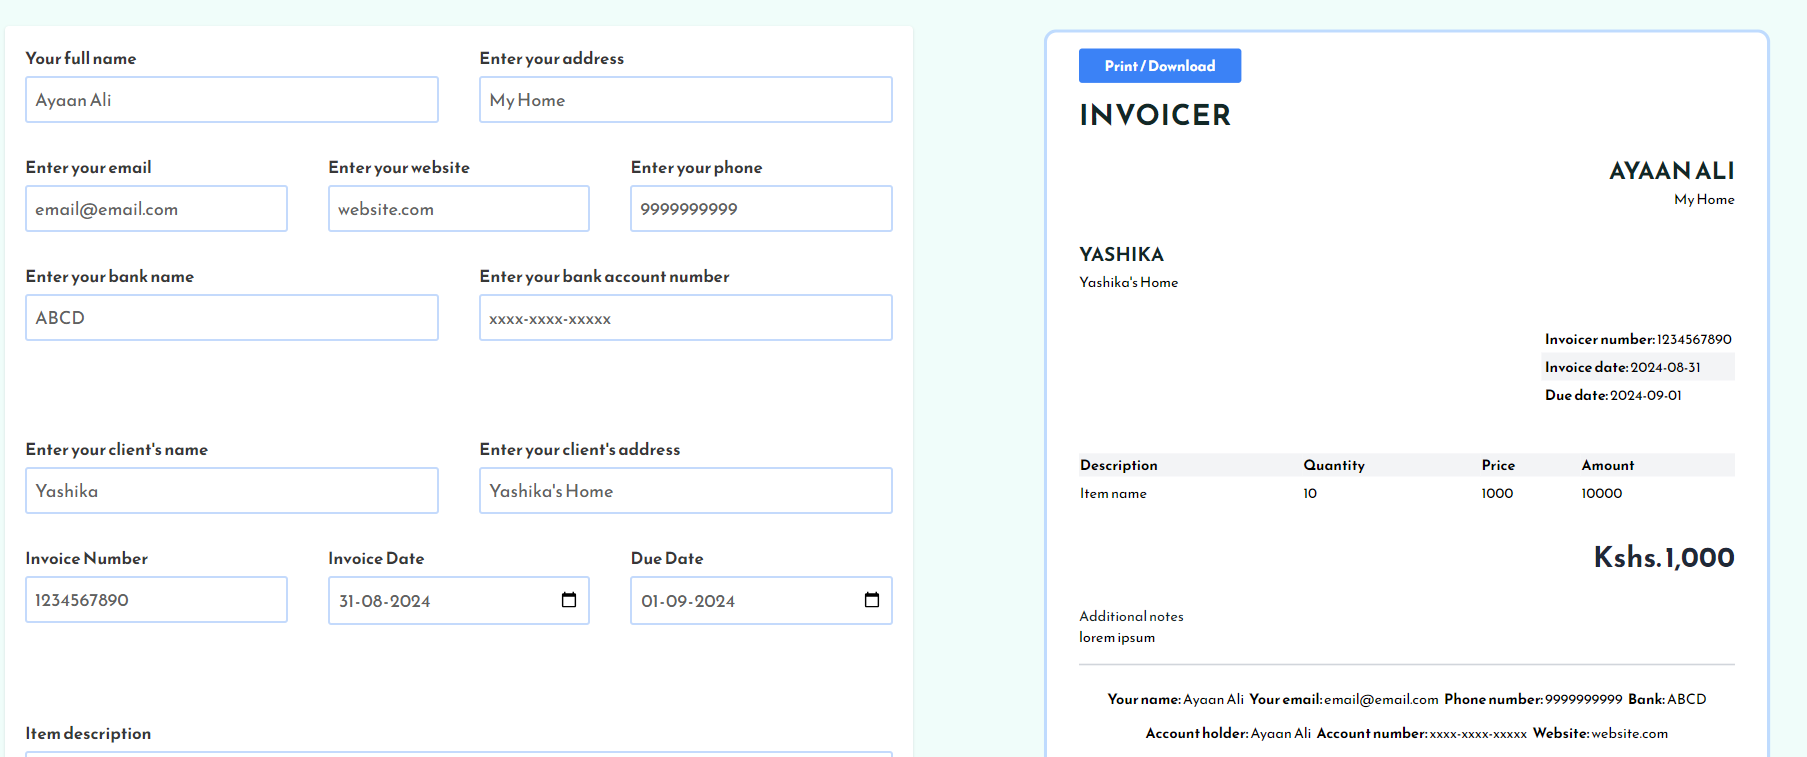 Your full name
Enter your address
Ayaan Ali
My Home
Enter your email
Enter your website
Enter your phone
email@email.com
website.com
9999999999
Enter your bank name
Enter your bank account number
ABCD
xxxx-xxxx-xxxxx
Enter your client's name
Enter your client's address
Yashika
Yashika's Home
Invoice Number
Invoice Date
Due Date
1234567890
31-08-2024
01-09-2024
Item description
Print / Download
INVOICER
AYAAN ALI
My Home
YASHIKA
Yashika's Home
Invoicer number: 1234567890
Invoice date: 2024-08-31
Due date: 2024-09-01
Description Quantity Price Amount
Item name 10 1000 10000
Kshs. 1,000
Additional notes
lorem ipsum
Your name: Ayaan Ali Your email: email@email.com Phone number: 9999999999 Bank: ABCD
Account holder: Ayaan Ali Account number: xxxx-xxxx-xxxxx Website: website.com